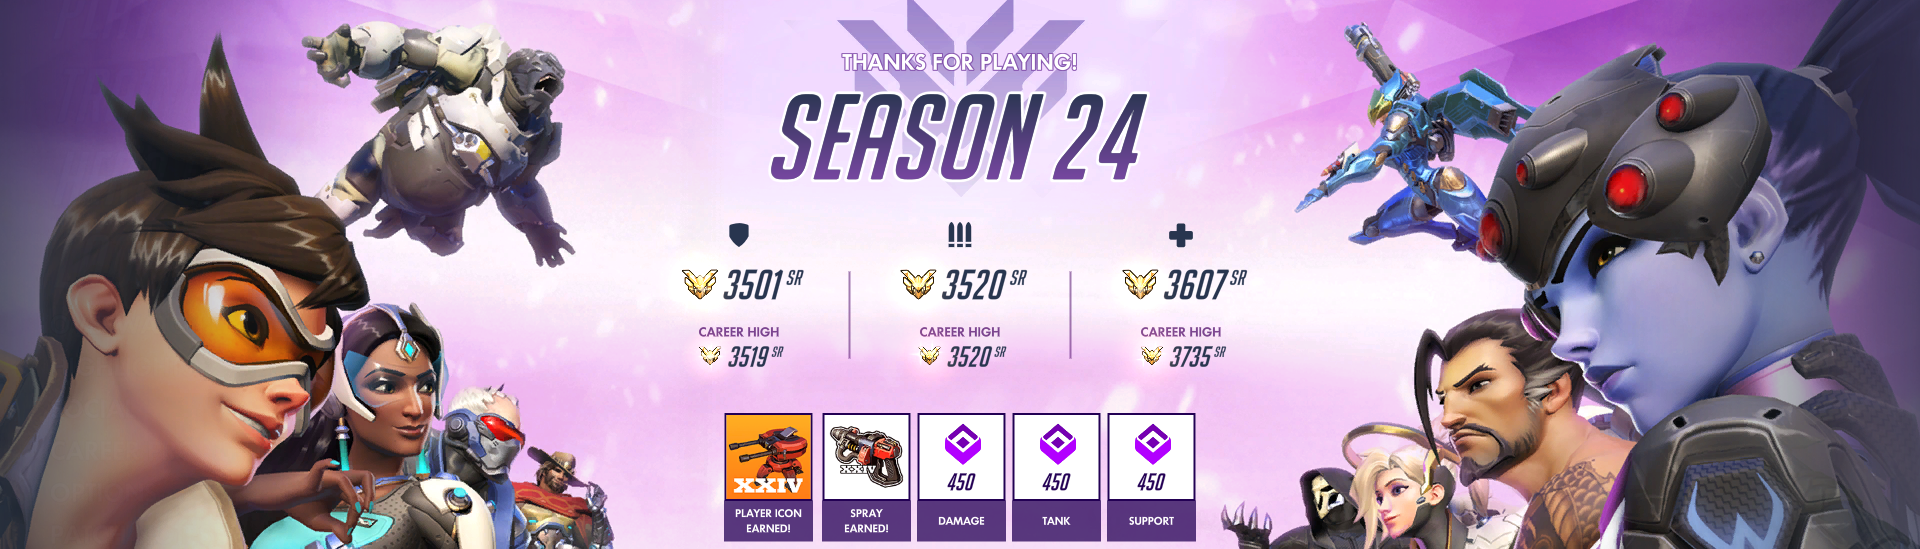 THANKS FOR PLAYING!
SEASON 24
3501 SR
3520 SR
3607 SR
CAREER HIGH
CAREER HIGH
CAREER HIGH
3519 SR
3520 SR
3735 SR
XXIV
XXIV
450
450
450
PLAYER ICON
EARNED!
SPRAY
EARNED!
DAMAGE
TANK
SUPPORT